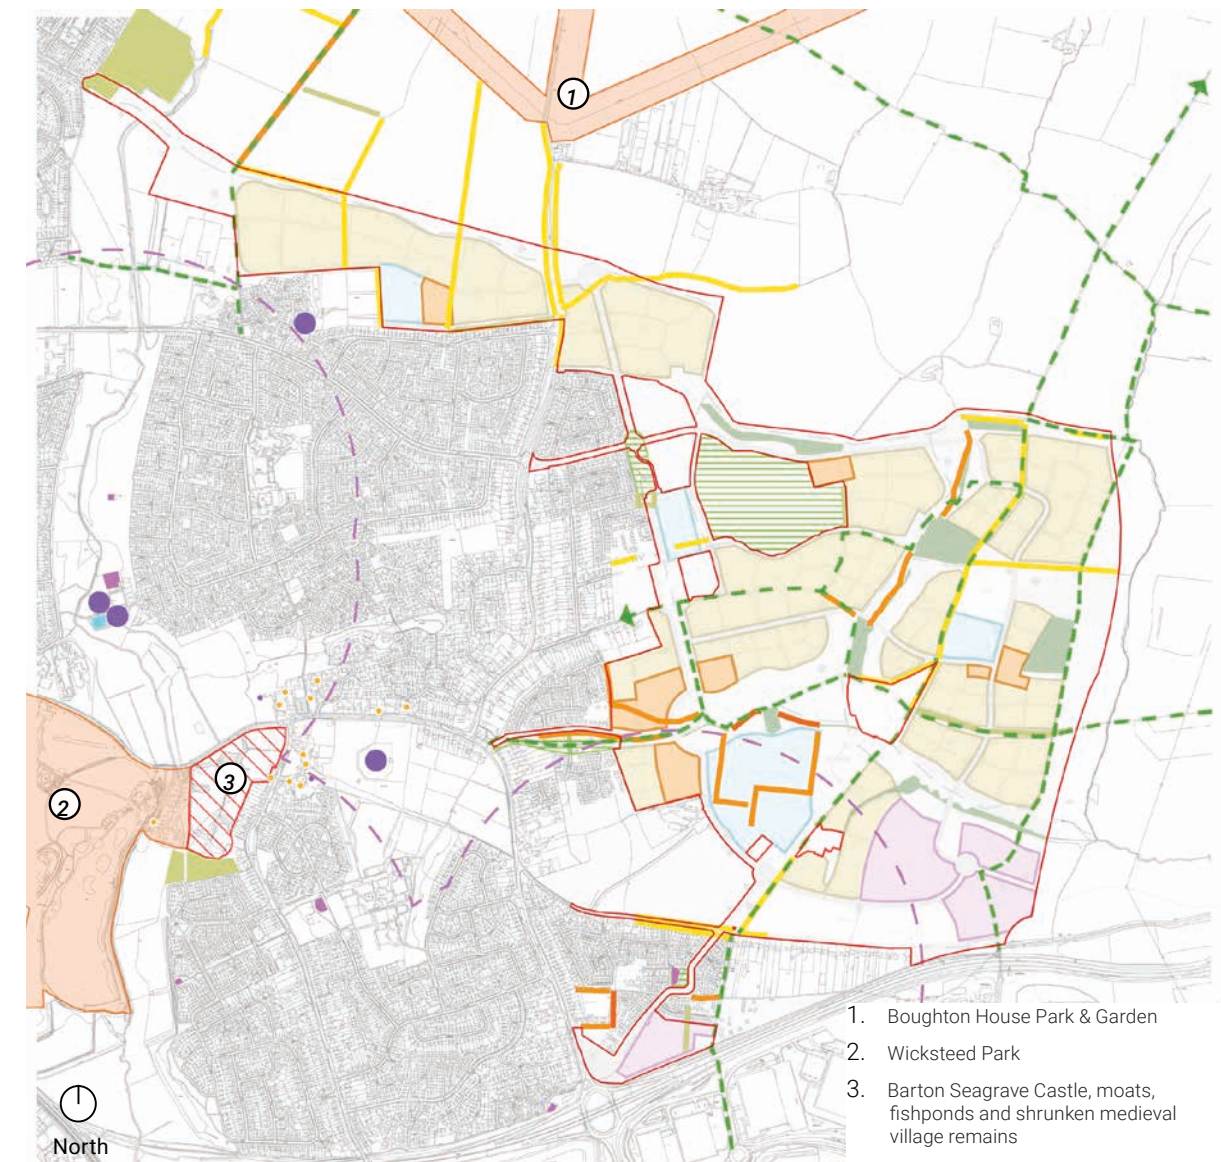 1
2
3
North
1. Boughton House Park & Garden
2. Wicksteed Park
3. Barton Seagrave Castle, moats,
fishponds and shrunken medieval
village remains